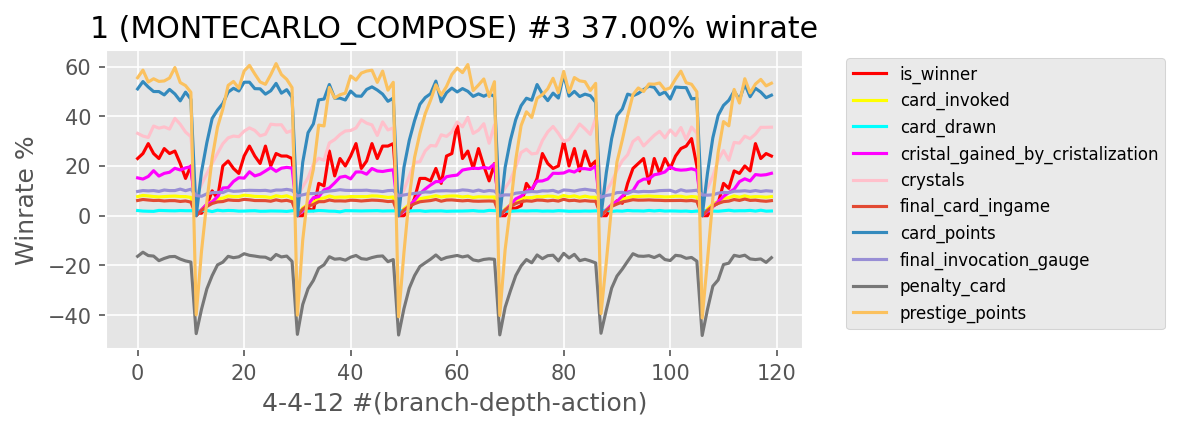 1 (MONTECARLO_COMPOSE) #3 37.00% winrate
Winrate %
60
40
20
0
−20
−40
0 20 40 60 80 100 120
4-4-12 #(branch-depth-action)
is_winner
card_invoked
card_drawn
cristal_gained_by_cristalization
crystals
final_card_ingame
card_points
final_invocation_gauge
penalty_card
prestige_points